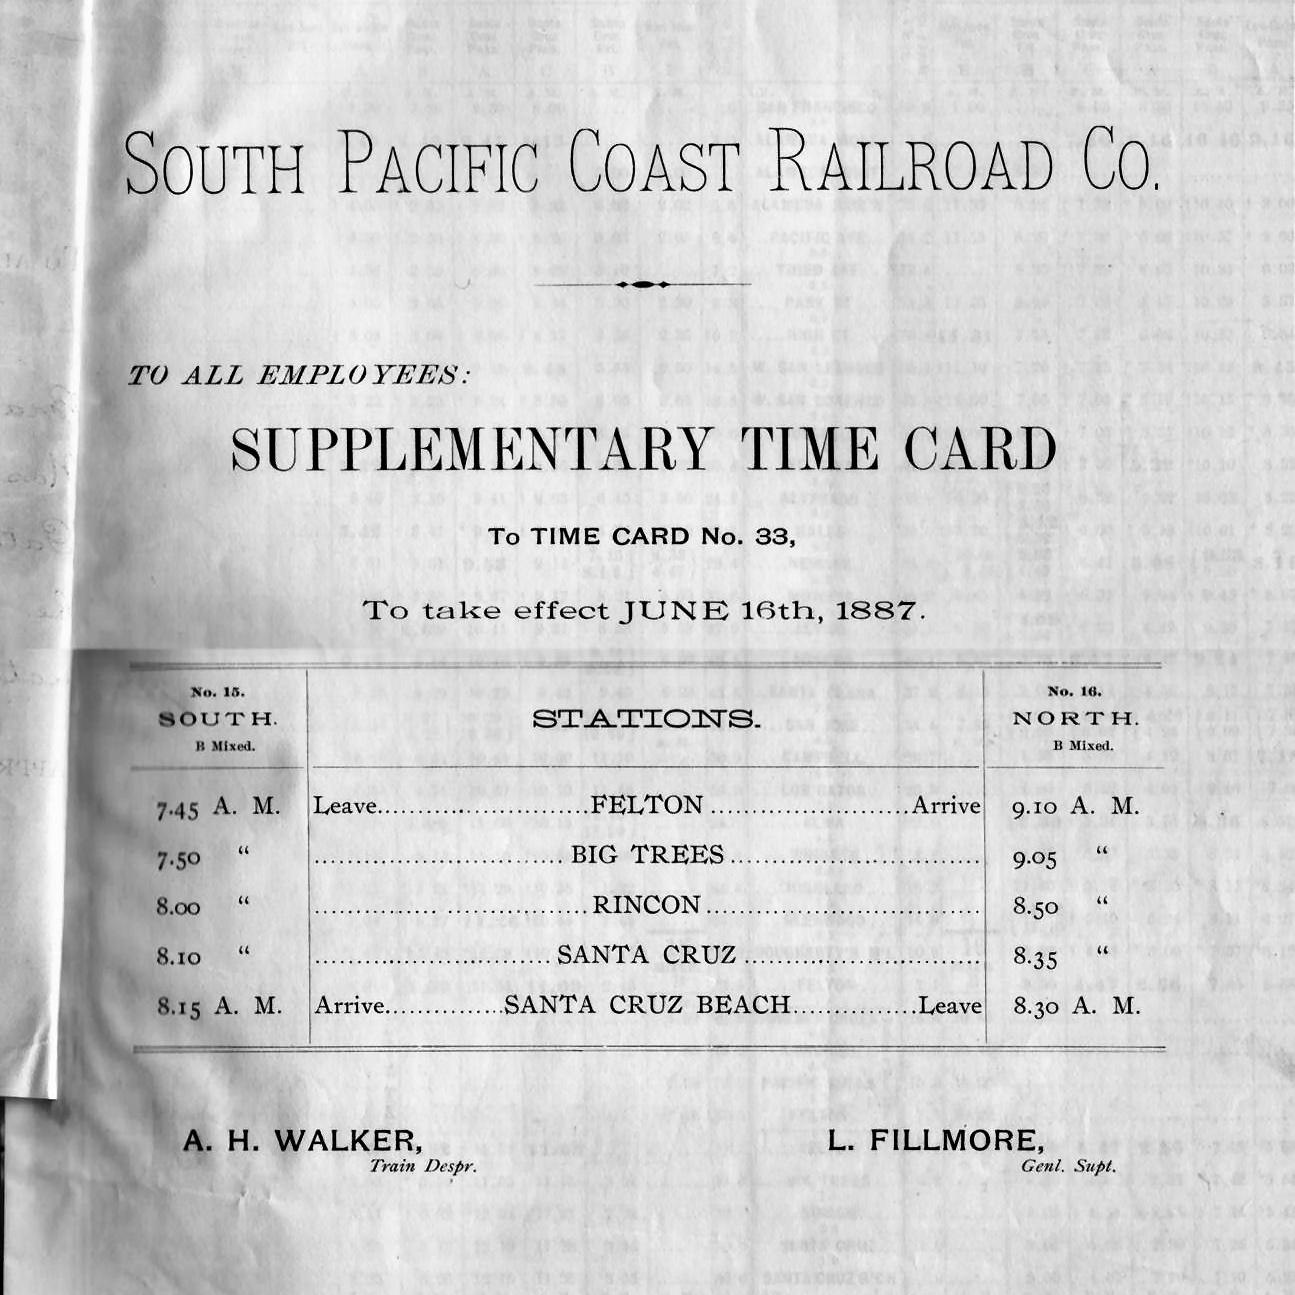 SOUTH PACIFIC COAST RAILROAD CO.
TO ALL EMPLOYEES:
SUPPLEMENTARY TIME CARD
To TIME CARD No. 33,
To take effect JUNE 16th, 1887.
No. 15. No. 16.
SOUTH. STATIONS. NORTH.
B Mixed. B Mixed.
7.45 A. M. Leave..........................FELTON.........................Arrive 9.10 A. M.
7.50 “ ...............................BIG TREES............................... 9.05 “
8.00 “ ..................................RINCON.................................. 8.50 “
8.10 “ ..............................SANTA CRUZ.............................. 8.35 “
8.15 A. M. Arrive...............SANTA CRUZ BEACH...............Leave 8.30 A. M.
A. H. WALKER, L. FILLMORE,
Train Despr. Genl. Supt.